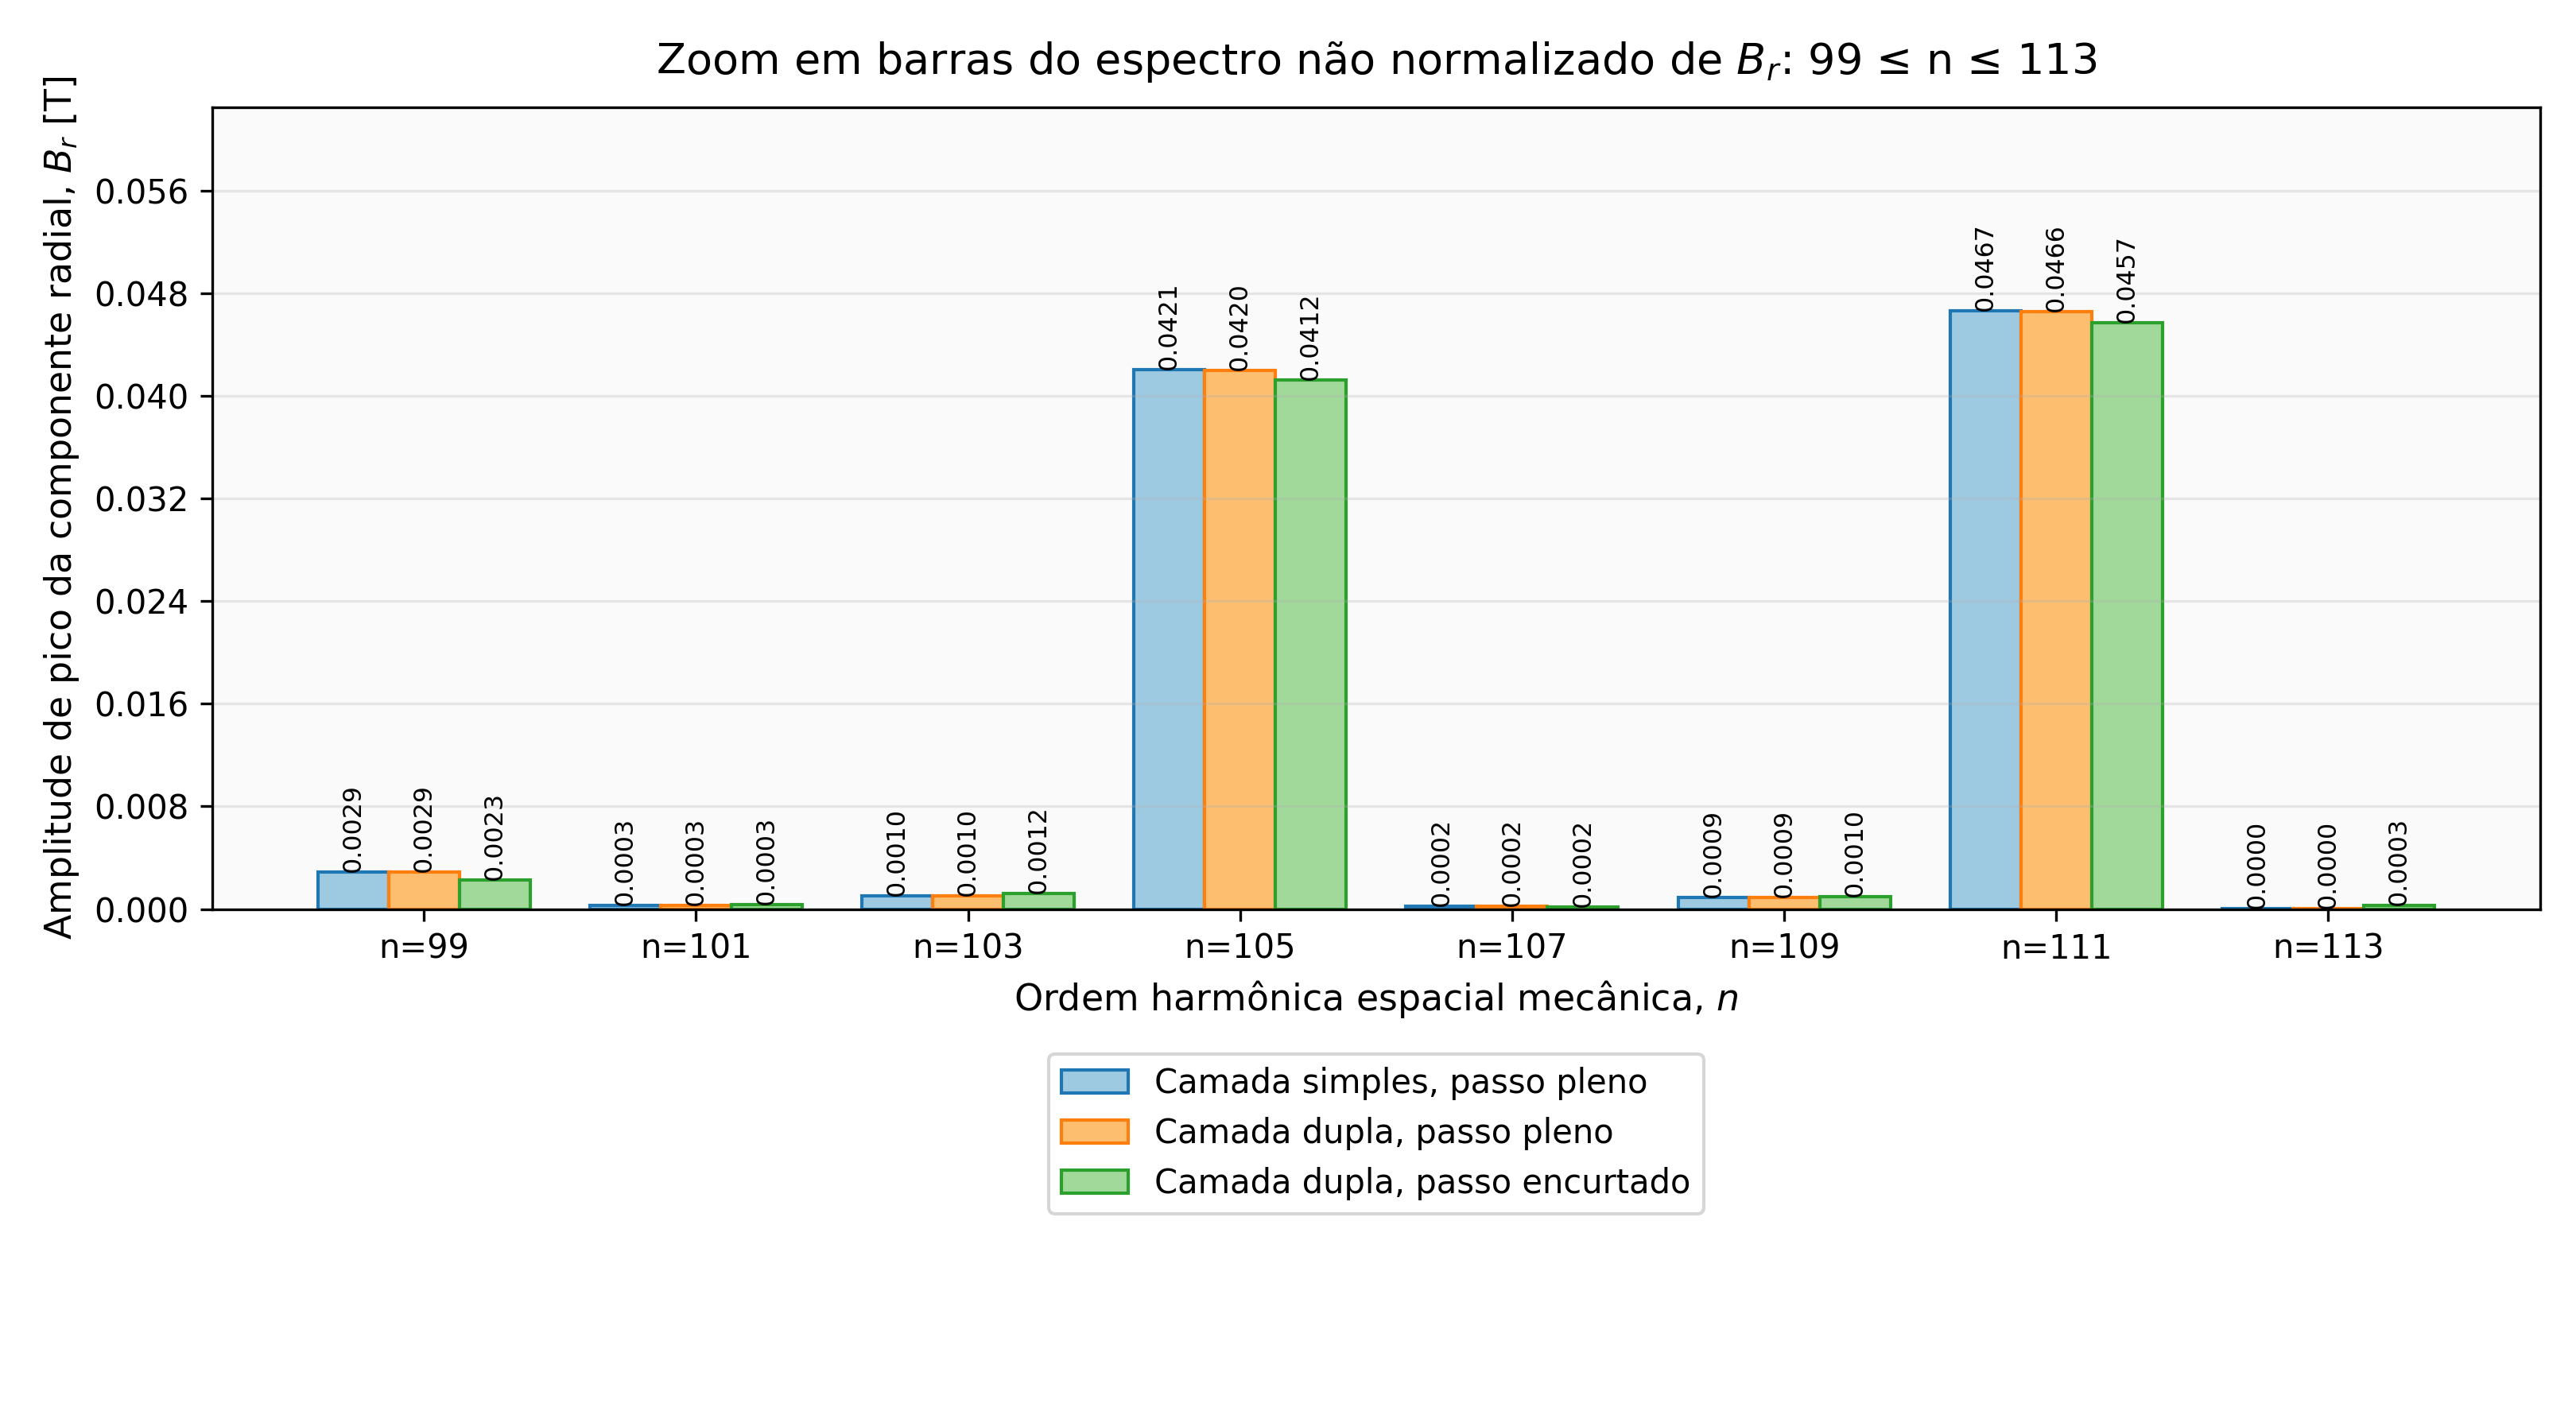 Zoom em barras do espectro não normalizado de Br: 99 ≤ n ≤ 113
Amplitude de pico da componente radial, Br [T]
0.056
0.048
0.040
0.032
0.024
0.016
0.008
0.000
0.0029
0.0029
0.0023
0.0003
0.0003
0.0003
0.0010
0.0010
0.0012
0.0421
0.0420
0.0412
0.0002
0.0002
0.0002
0.0009
0.0009
0.0010
0.0467
0.0466
0.0457
0.0000
0.0000
0.0003
n=99
n=101
n=103
n=105
n=107
n=109
n=111
n=113
Ordem harmônica espacial mecânica, n
Camada simples, passo pleno
Camada dupla, passo pleno
Camada dupla, passo encurtado